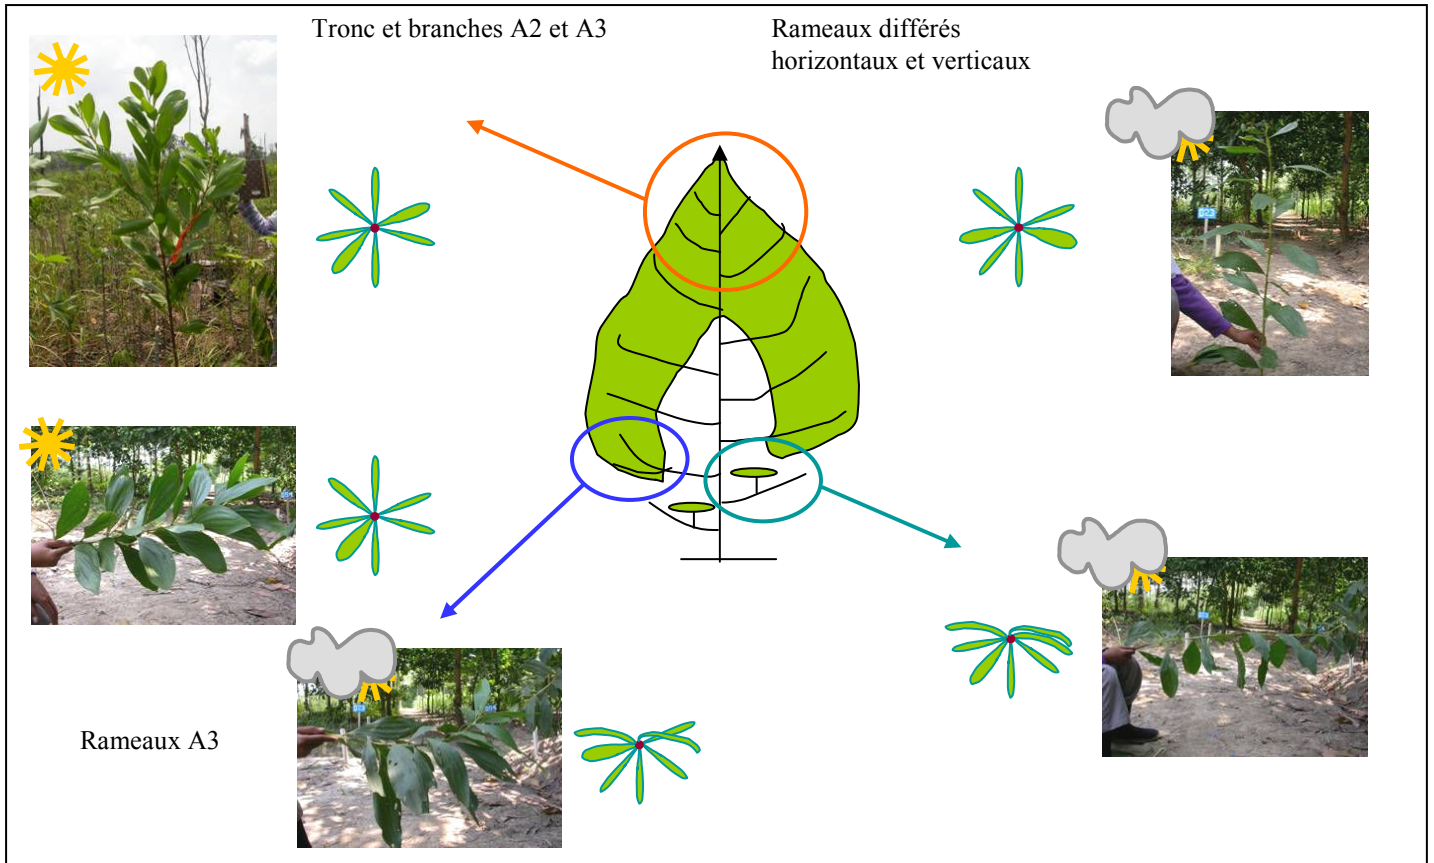 Tronc et branches A2 et A3
Rameaux différés
horizontaux et verticaux
Rameaux A3